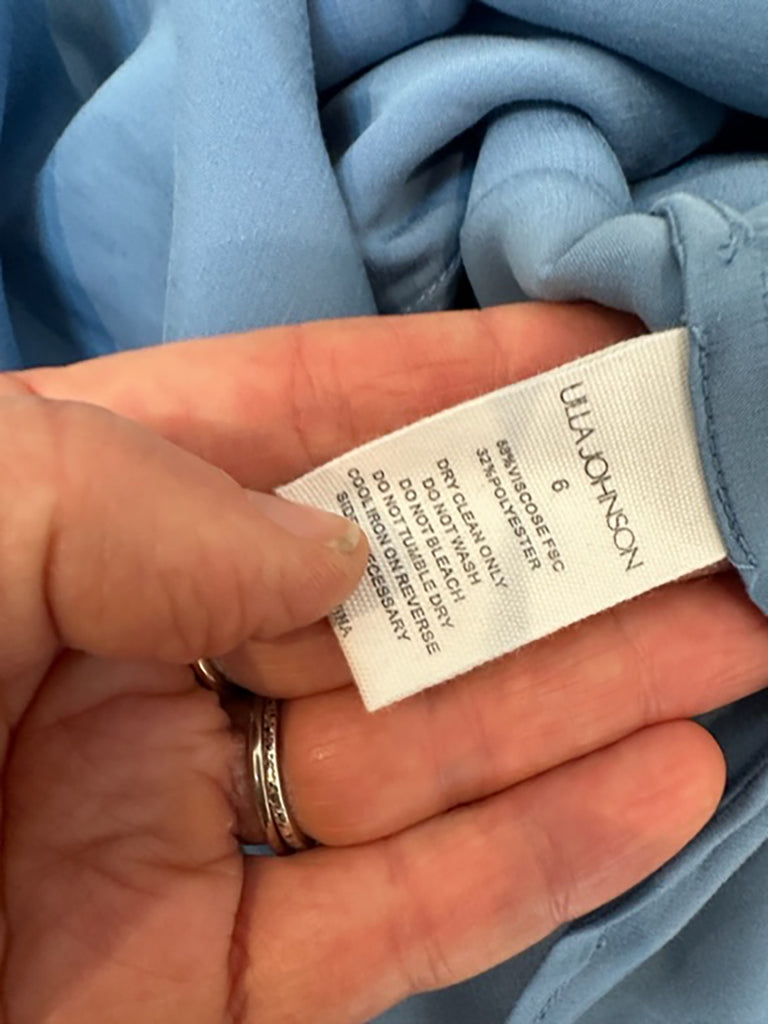 ULLA JOHNSON
6
68%VISCOSE FSC
32%POLYESTER
DRY CLEAN ONLY
DO NOT WASH
DO NOT BLEACH
DO NOT TUMBLE DRY
COOL IRON ON REVERSE
SIDE